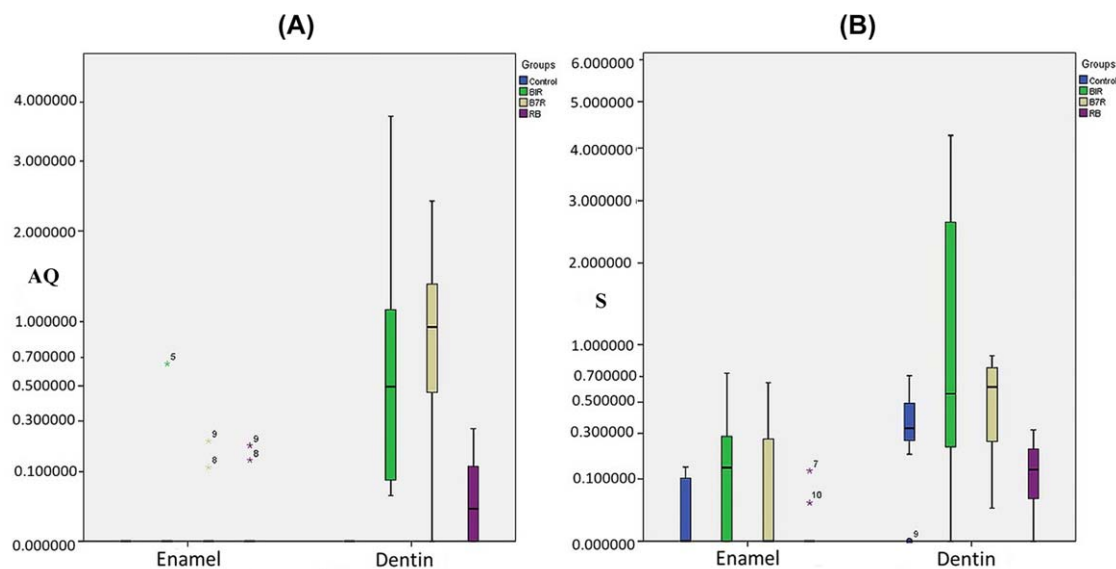 (A)
Groups
Control
BIR
B7R
RB
4.000000
3.000000
2.000000
AQ
1.000000
0.700000
0.500000
0.300000
0.100000
0.000000
5
9
8
9
8
Enamel
Dentin
(B)
Groups
Control
BIR
B7R
RB
6.000000
5.000000
4.000000
3.000000
2.000000
S
1.000000
0.700000
0.500000
0.300000
0.100000
0.000000
7
10
9
Enamel
Dentin